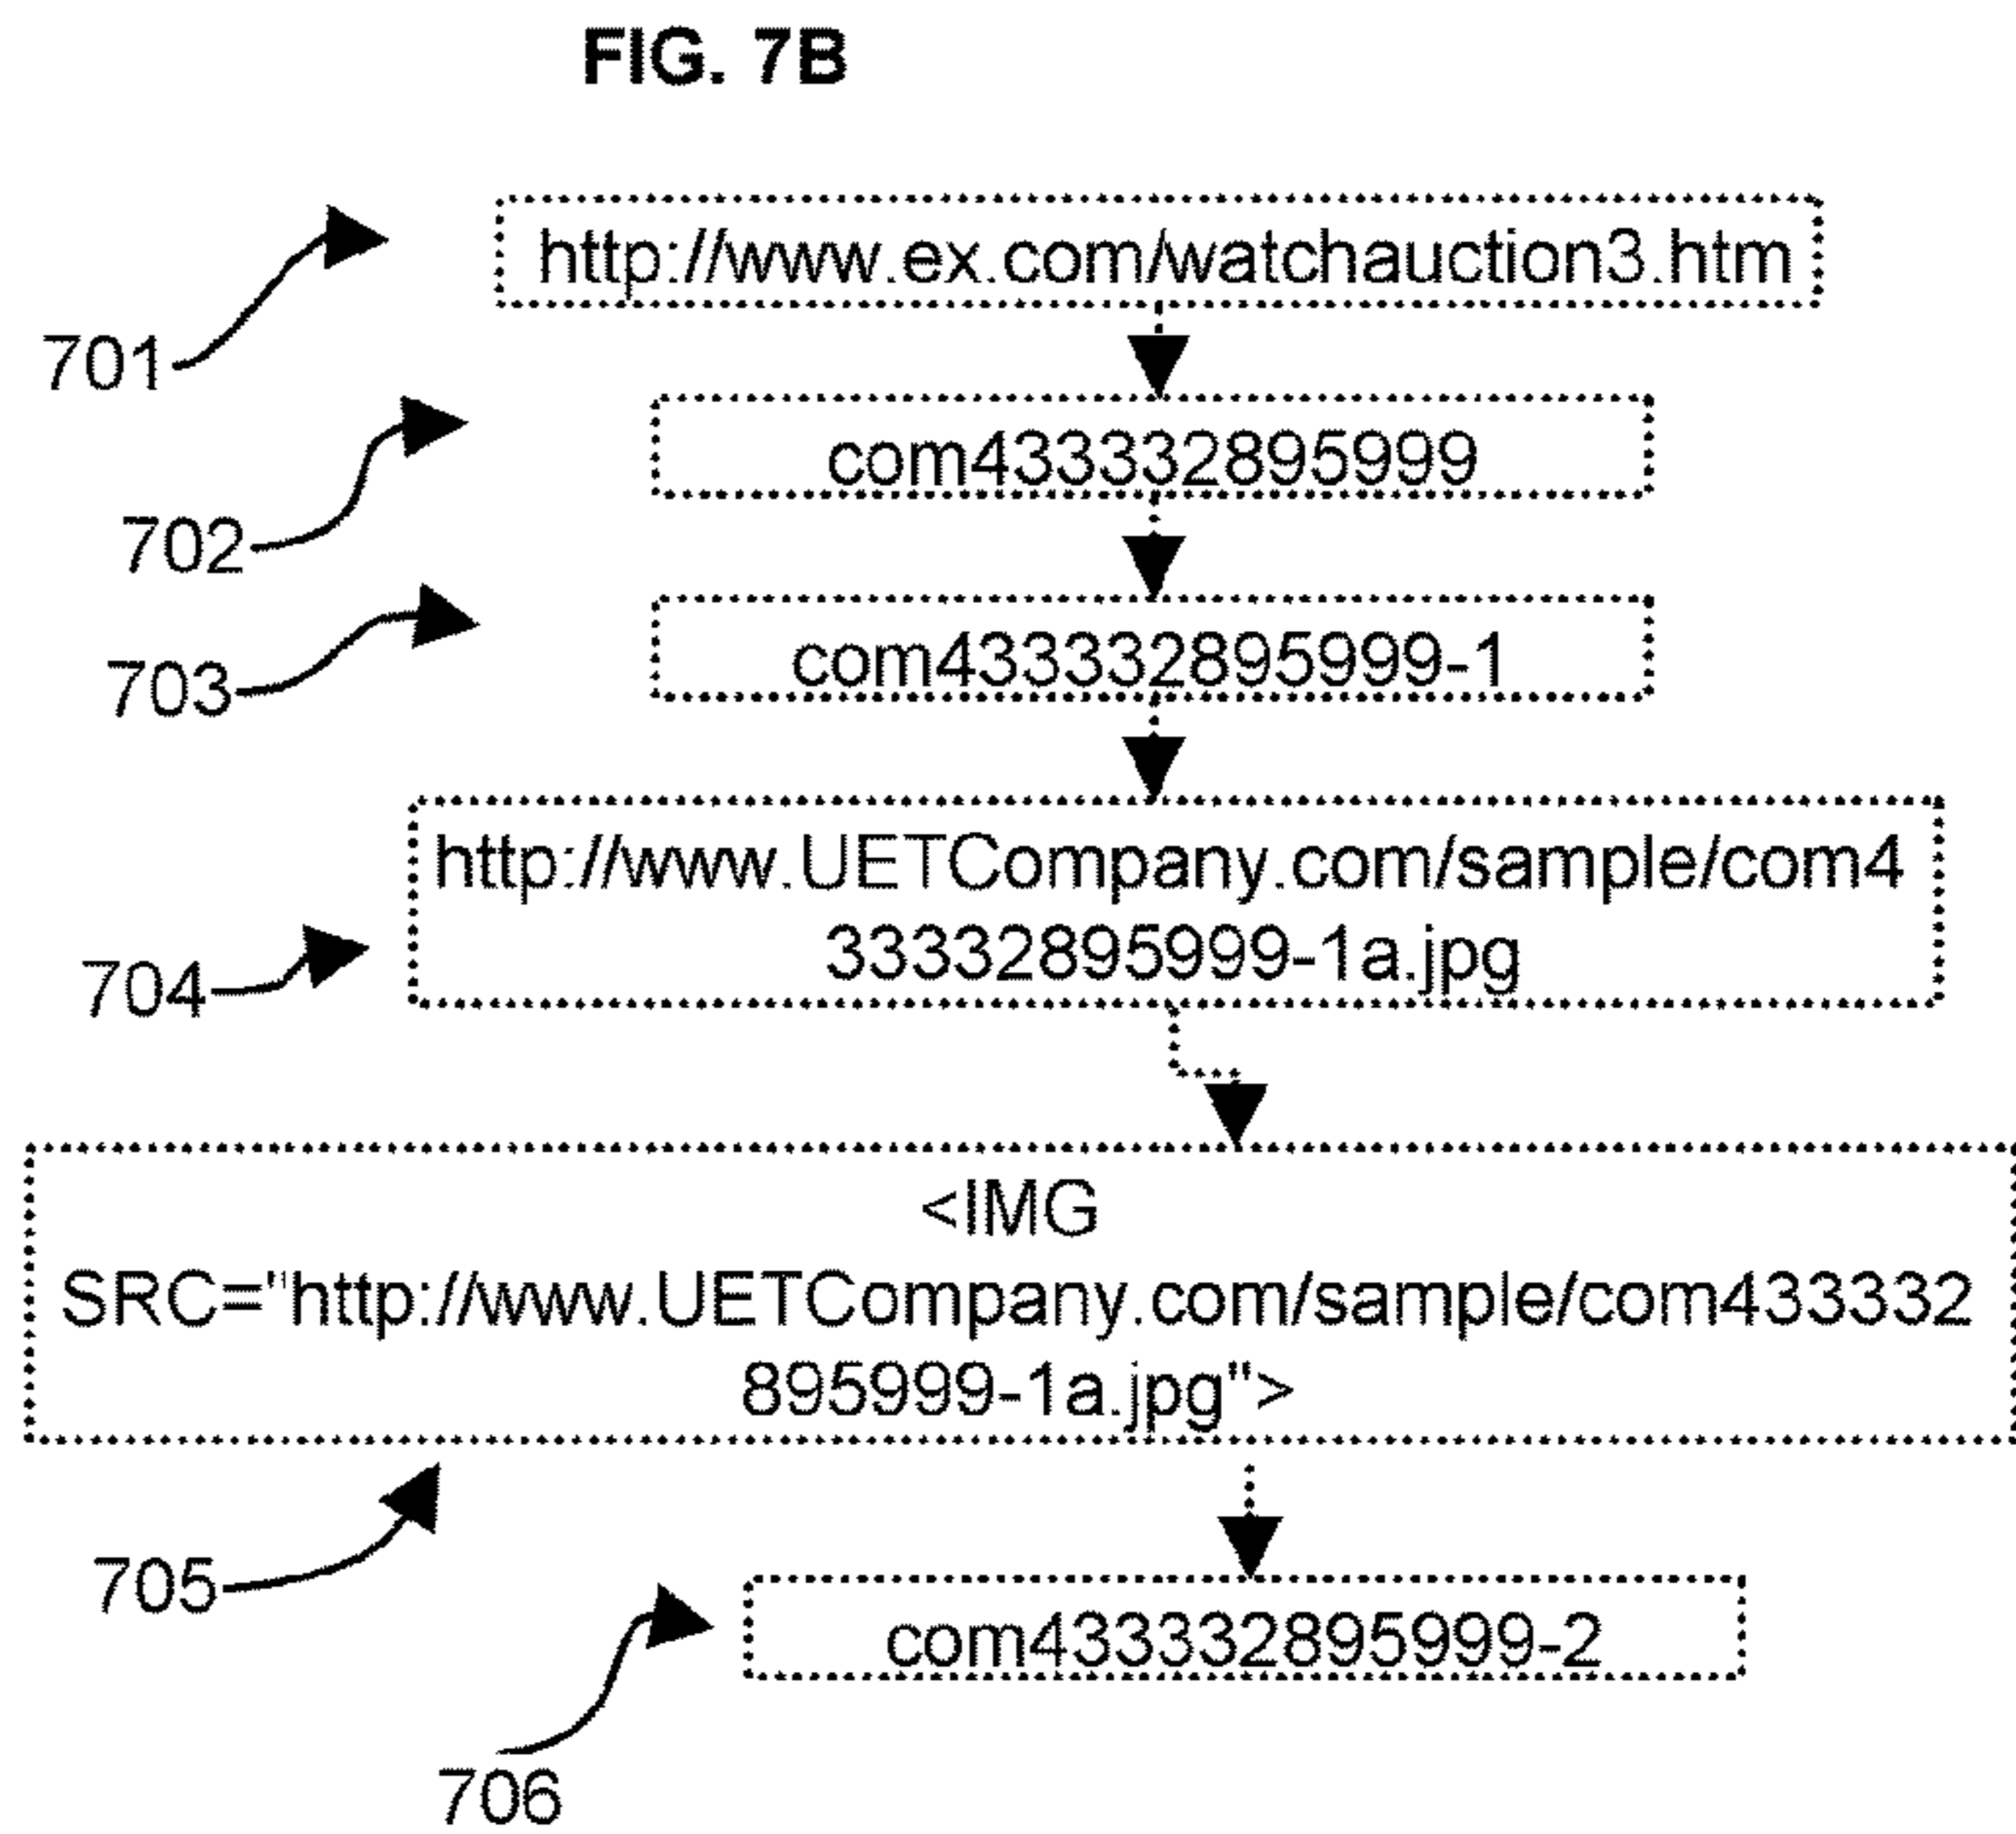 FIG. 7B
http://www.ex.com/watchauction3.htm
701
com433332895999
702
com433332895999-1
703
http://www.UETCompany.com/sample/com4
33332895999-1a.jpg
704
<IMG
SRC="http://www.UETCompany.com/sample/com433332
895999-1a.jpg">
705
com433332895999-2
706